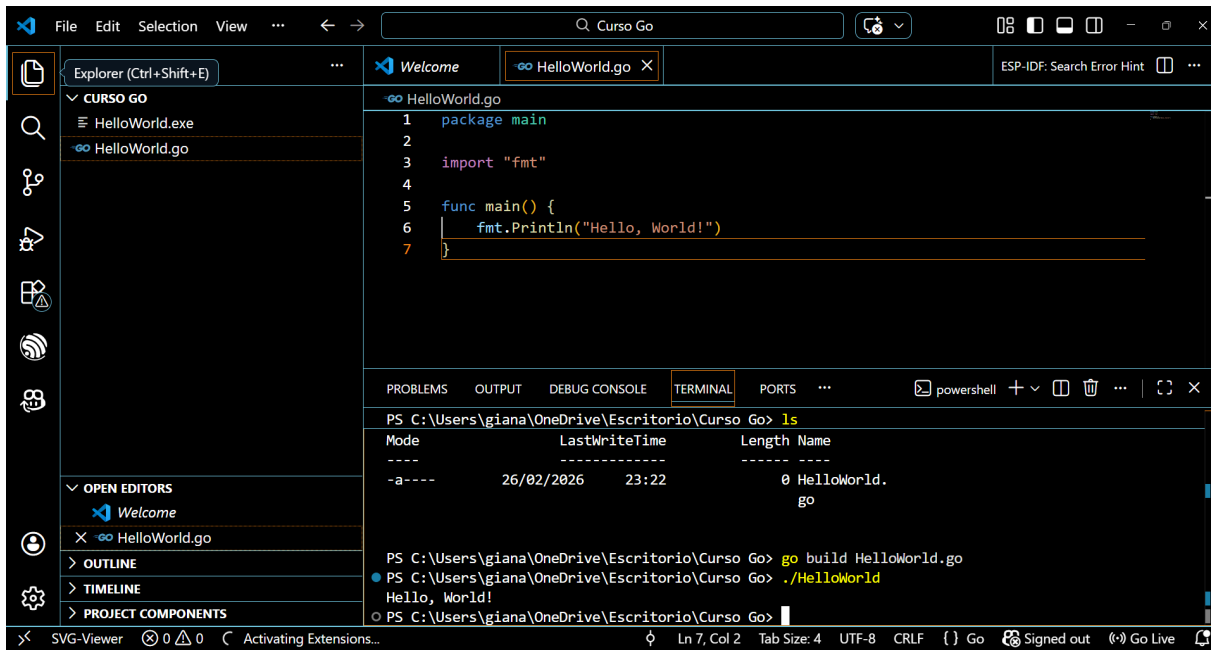 File Edit Selection View ··· ← → Curso Go
Explorer (Ctrl+Shift+E)
···
CURSO GO
HelloWorld.exe
GO HelloWorld.go
OPEN EDITORS
Welcome
GO HelloWorld.go
OUTLINE
TIMELINE
PROJECT COMPONENTS
Welcome GO HelloWorld.go ESP-IDF: Search Error Hint ···
GO HelloWorld.go
1 package main
2
3 import "fmt"
4
5 func main() {
6 fmt.Println("Hello, World!")
7 }
PROBLEMS OUTPUT DEBUG CONSOLE TERMINAL PORTS ··· powershell ···
PS C:\Users\giana\OneDrive\Escritorio\Curso Go> ls
Mode LastWriteTime Length Name
---- ------------- ------ ----
-a---- 26/02/2026 23:22 0 HelloWorld.
go
PS C:\Users\giana\OneDrive\Escritorio\Curso Go> go build HelloWorld.go
PS C:\Users\giana\OneDrive\Escritorio\Curso Go> ./HelloWorld
Hello, World!
PS C:\Users\giana\OneDrive\Escritorio\Curso Go>
SVG-Viewer 0 0 Activating Extensions... Ln 7, Col 2 Tab Size: 4 UTF-8 CRLF { } Go Signed out Go Live